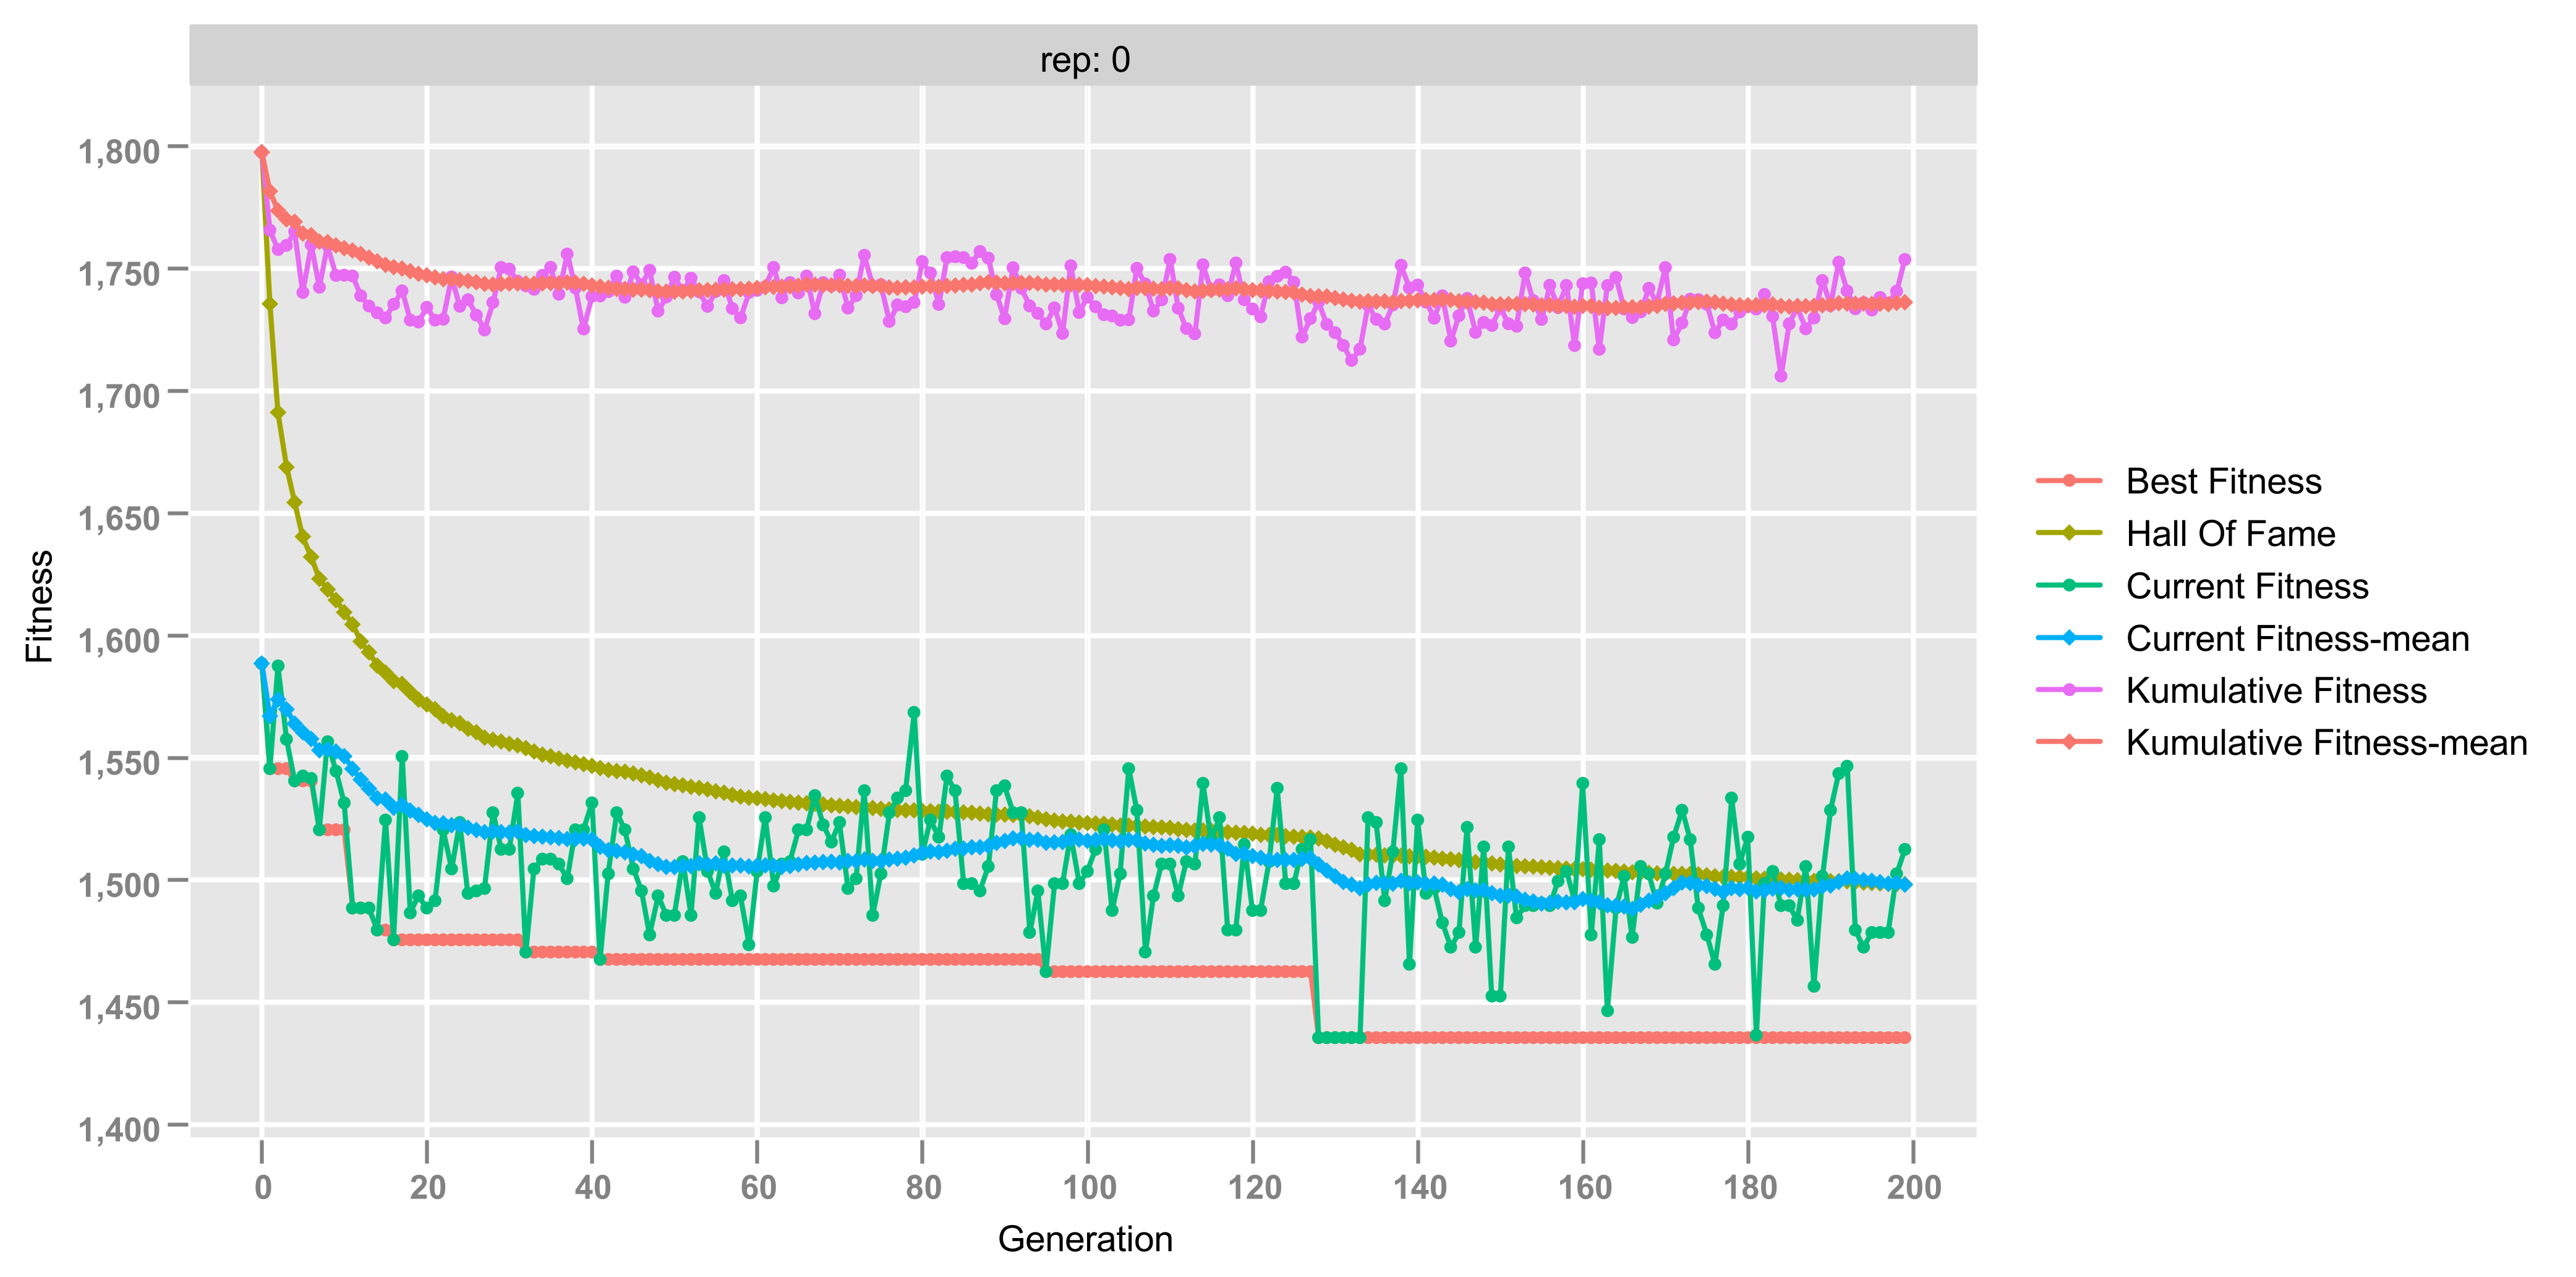 rep: 0
1,800
1,750
1,700
1,650
1,600
1,550
1,500
1,450
1,400
Fitness
0 20 40 60 80 100 120 140 160 180 200
Generation
Best Fitness
Hall Of Fame
Current Fitness
Current Fitness-mean
Kumulative Fitness
Kumulative Fitness-mean